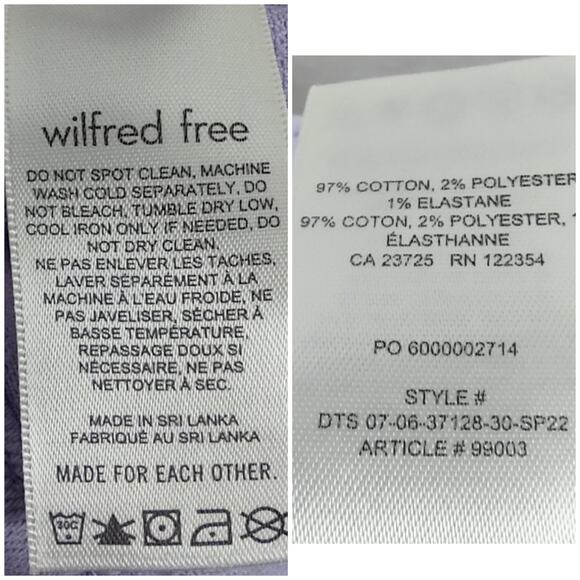 wilfred free
DO NOT SPOT CLEAN, MACHINE
WASH COLD SEPARATELY, DO
NOT BLEACH, TUMBLE DRY LOW,
COOL IRON ONLY IF NEEDED, DO
NOT DRY CLEAN.
NE PAS ENLEVER LES TACHES,
LAVER SÉPARÉMENT À LA
MACHINE À L'EAU FROIDE, NE
PAS JAVELISER, SÉCHER À
BASSE TEMPÉRATURE,
REPASSAGE DOUX SI
NÉCESSAIRE, NE PAS
NETTOYER À SEC.
MADE IN SRI LANKA
FABRIQUÉ AU SRI LANKA
MADE FOR EACH OTHER.
30C
97% COTTON, 2% POLYESTER
1% ELASTANE
97% COTON, 2% POLYESTER, 1
ÉLASTHANNE
CA 23725 RN 122354
PO 6000002714
STYLE #
DTS 07-06-37128-30-SP22
ARTICLE # 99003